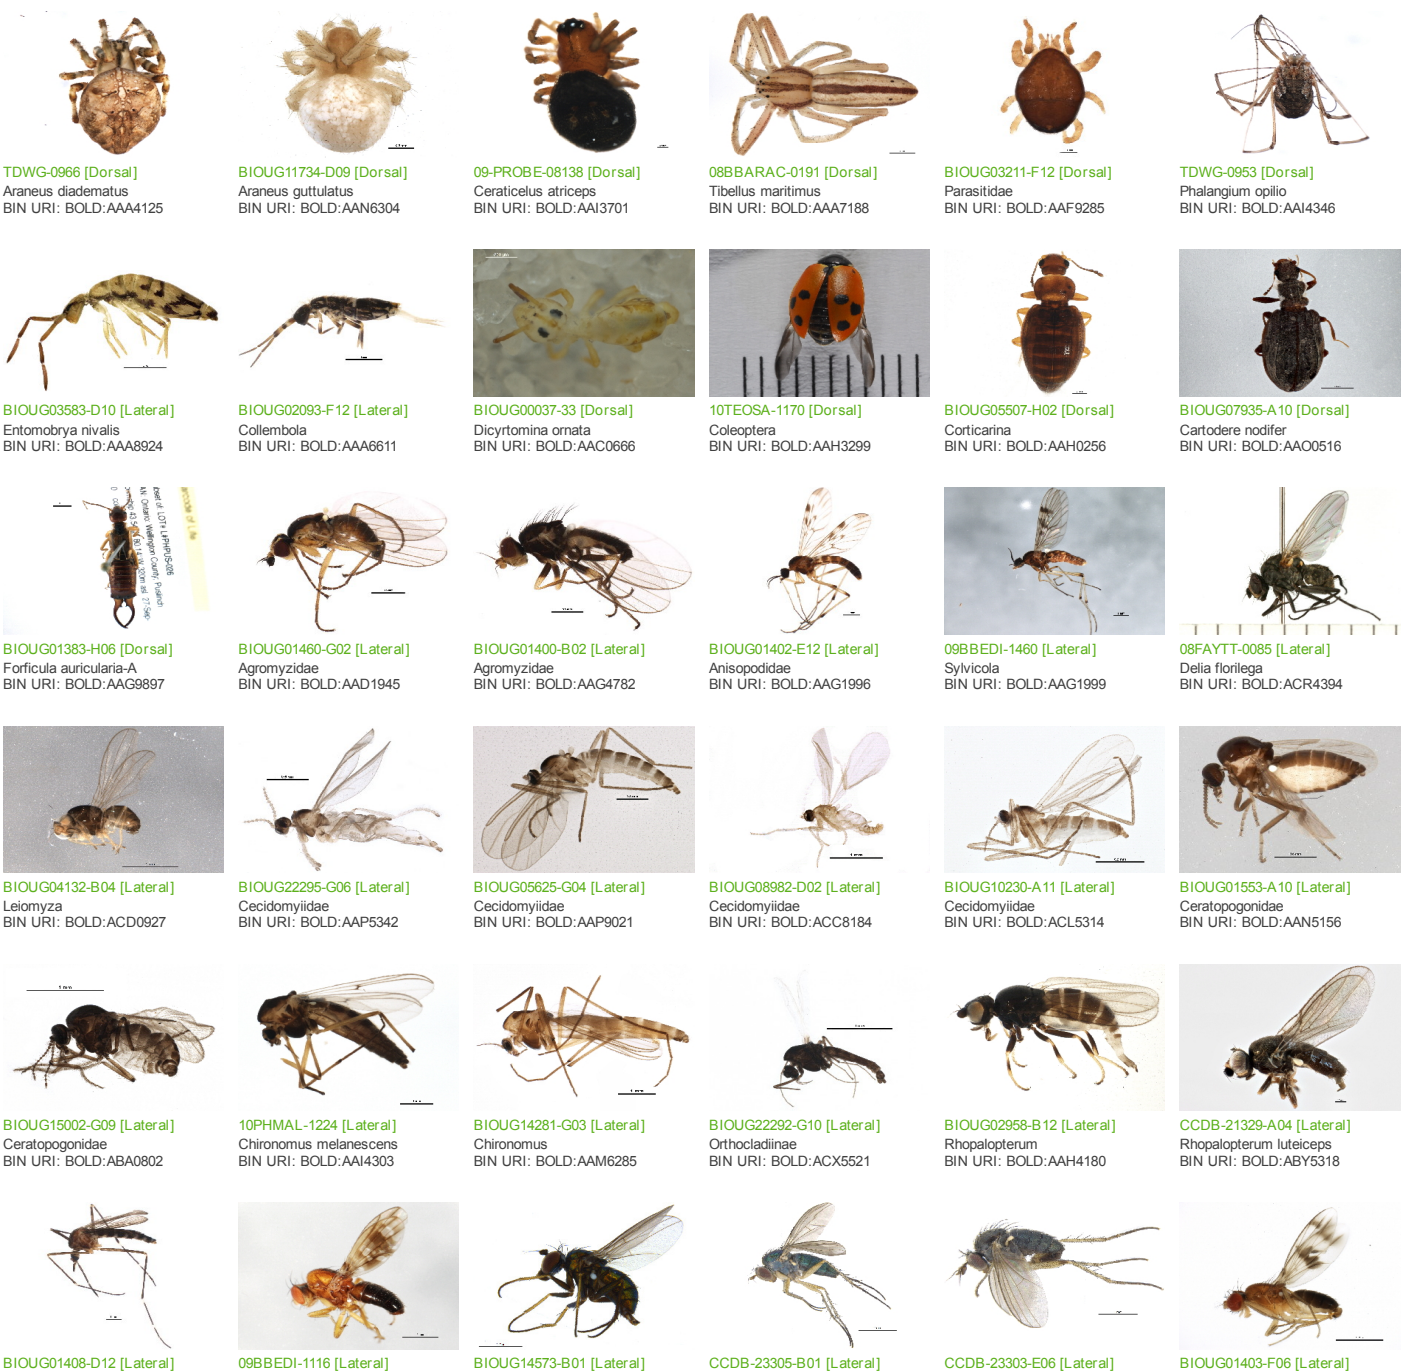 TDWG-0966 [Dorsal]
Araneus diadematus
BIN URI: BOLD:AAA4125
BIOUG11734-D09 [Dorsal]
Araneus guttulatus
BIN URI: BOLD:AAN6304
09-PROBE-08138 [Dorsal]
Ceraticelus atriceps
BIN URI: BOLD:AAI3701
08BBARAC-0191 [Dorsal]
Tibellus maritimus
BIN URI: BOLD:AAA7188
BIOUG03211-F12 [Dorsal]
Parasitidae
BIN URI: BOLD:AAF9285
TDWG-0953 [Dorsal]
Phalangium opilio
BIN URI: BOLD:AAI4346
BIOUG03583-D10 [Lateral]
Entomobrya nivalis
BIN URI: BOLD:AAA8924
BIOUG02093-F12 [Lateral]
Collembola
BIN URI: BOLD:AAA6611
BIOUG00037-33 [Dorsal]
Dicyrtomina ornata
BIN URI: BOLD:AAC0666
10TEOSA-1170 [Dorsal]
Coleoptera
BIN URI: BOLD:AAH3299
BIOUG05507-H02 [Dorsal]
Corticarina
BIN URI: BOLD:AAH0256
BIOUG07935-A10 [Dorsal]
Cartodere nodifer
BIN URI: BOLD:AAO0516
BIOUG01383-H06 [Dorsal]
Forficula auricularia-A
BIN URI: BOLD:AAG9897
BIOUG01460-G02 [Lateral]
Agromyzidae
BIN URI: BOLD:AAD1945
BIOUG01400-B02 [Lateral]
Agromyzidae
BIN URI: BOLD:AAG4782
BIOUG01402-E12 [Lateral]
Anisopodidae
BIN URI: BOLD:AAG1996
09BBEDI-1460 [Lateral]
Sylvicola
BIN URI: BOLD:AAG1999
08FAYTT-0085 [Lateral]
Delia florilega
BIN URI: BOLD:ACR4394
BIOUG04132-B04 [Lateral]
Leiomyza
BIN URI: BOLD:ACD0927
BIOUG22295-G06 [Lateral]
Cecidomyiidae
BIN URI: BOLD:AAP5342
BIOUG05625-G04 [Lateral]
Cecidomyiidae
BIN URI: BOLD:AAP9021
BIOUG08982-D02 [Lateral]
Cecidomyiidae
BIN URI: BOLD:ACC8184
BIOUG10230-A11 [Lateral]
Cecidomyiidae
BIN URI: BOLD:ACL5314
BIOUG01553-A10 [Lateral]
Ceratopogonidae
BIN URI: BOLD:AAN5156
BIOUG15002-G09 [Lateral]
Ceratopogonidae
BIN URI: BOLD:ABA0802
10PHMAL-1224 [Lateral]
Chironomus melanescens
BIN URI: BOLD:AAI4303
BIOUG14281-G03 [Lateral]
Chironomus
BIN URI: BOLD:AAM6285
BIOUG22292-G10 [Lateral]
Orthocladiinae
BIN URI: BOLD:ACX5521
BIOUG02958-B12 [Lateral]
Rhopalopterum
BIN URI: BOLD:AAH4180
CCDB-21329-A04 [Lateral]
Rhopalopterum luteiceps
BIN URI: BOLD:ABY5318
BIOUG01408-D12 [Lateral]
09BBEDI-1116 [Lateral]
BIOUG14573-B01 [Lateral]
CCDB-23305-B01 [Lateral]
CCDB-23303-E06 [Lateral]
BIOUG01403-F06 [Lateral]